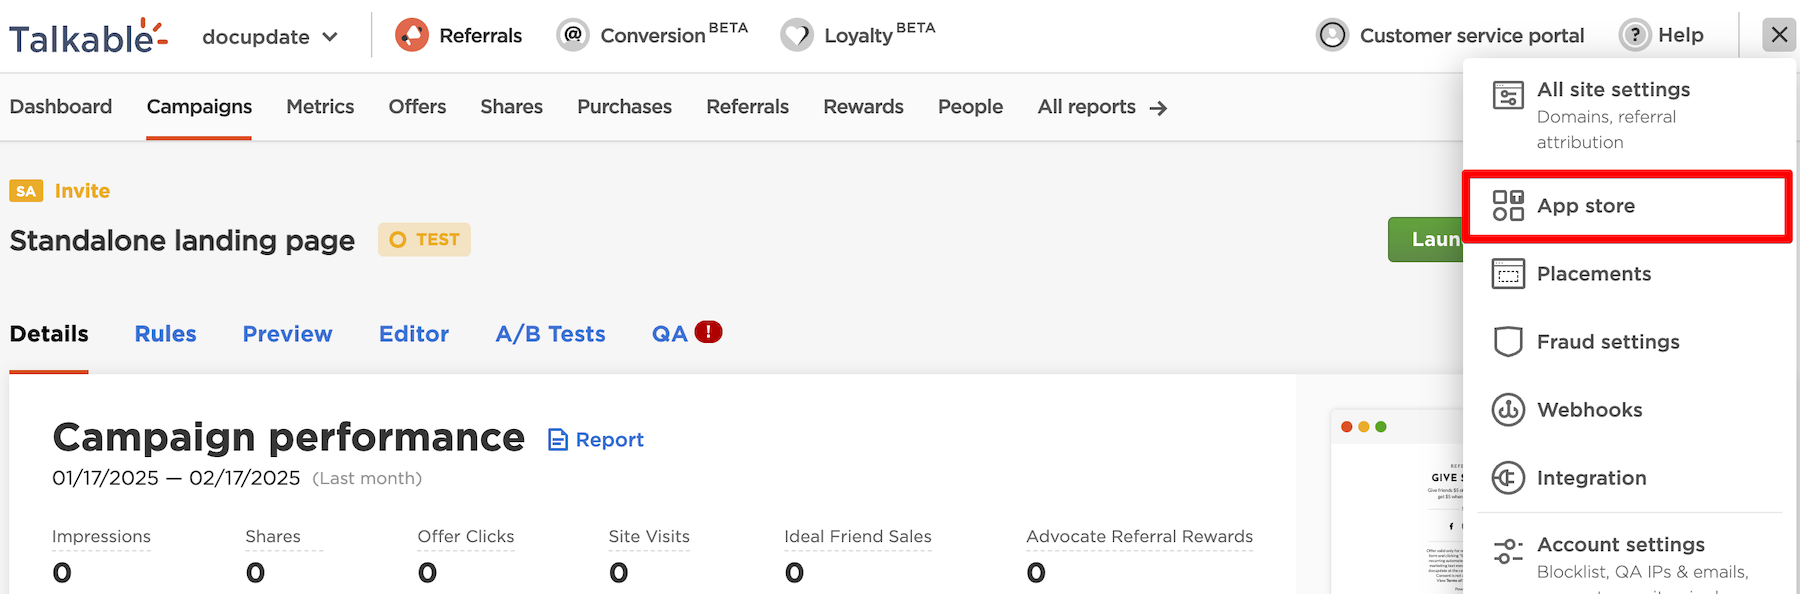 Talkable docupdate Referrals @ Conversion BETA Loyalty BETA Customer service portal ? Help
Dashboard Campaigns Metrics Offers Shares Purchases Referrals Rewards People All reports →
All site settings
Domains, referral
attribution
App store
Placements
Fraud settings
Webhooks
Integration
Account settings
Blocklist, QA IPs & emails,
SA Invite
Standalone landing page TEST
Laun
Details Rules Preview Editor A/B Tests QA !
Campaign performance Report
01/17/2025 — 02/17/2025 (Last month)
Impressions Shares Offer Clicks Site Visits Ideal Friend Sales Advocate Referral Rewards
0 0 0 0 0 0
GIVE